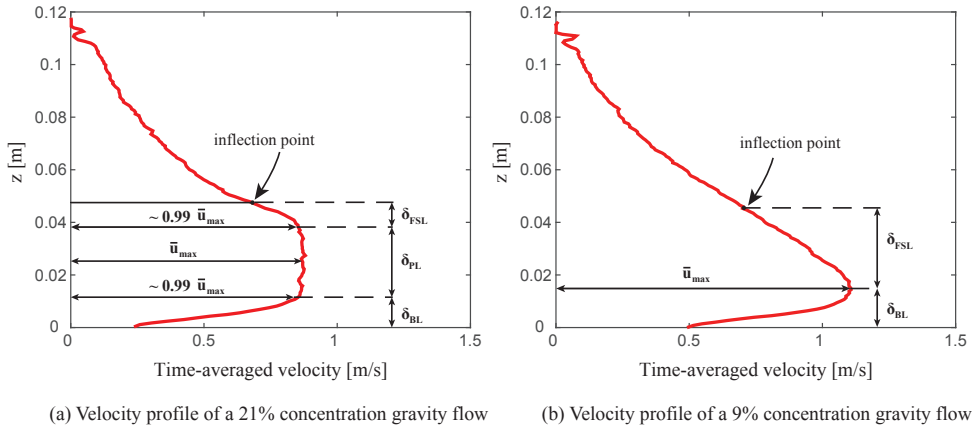 0.12
0.1
0.08
0.06
0.04
0.02
0
z [m]
inflection point
~ 0.99 ū_max
ū_max
~ 0.99 ū_max
δ_FSL
δ_PL
δ_BL
0
0.5
1
1.5
Time-averaged velocity [m/s]
(a) Velocity profile of a 21% concentration gravity flow
0.12
0.1
0.08
0.06
0.04
0.02
0
z [m]
inflection point
ū_max
δ_FSL
δ_BL
0
0.5
1
1.5
Time-averaged velocity [m/s]
(b) Velocity profile of a 9% concentration gravity flow